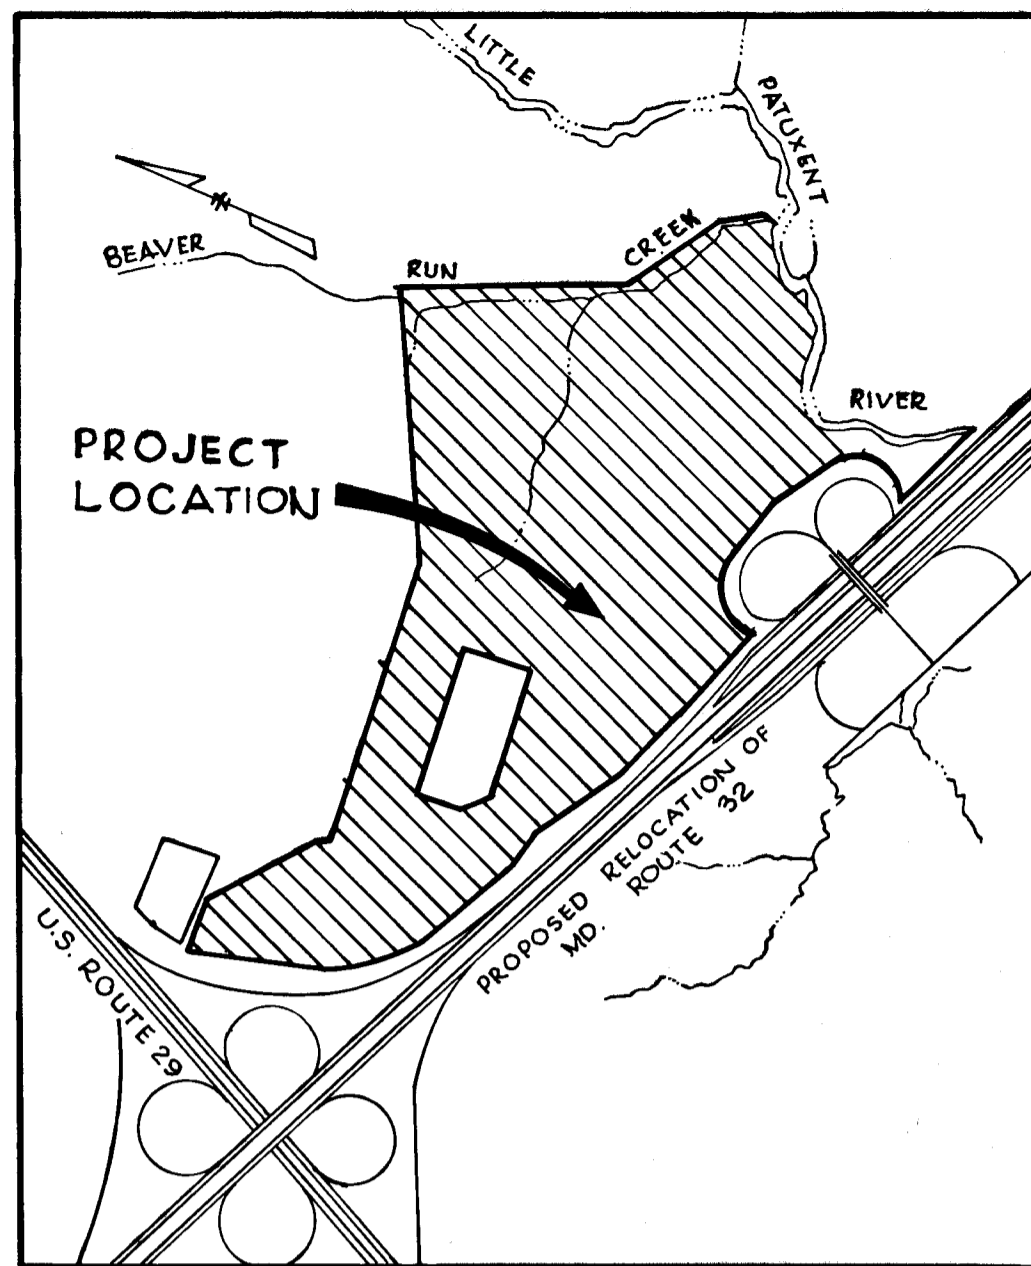 LITTLE
PATUXENT
RIVER
BEAVER
RUN
CREEK
N
PROJECT
LOCATION
PROPOSED RELOCATION OF
MD. ROUTE 32
U.S. ROUTE 29